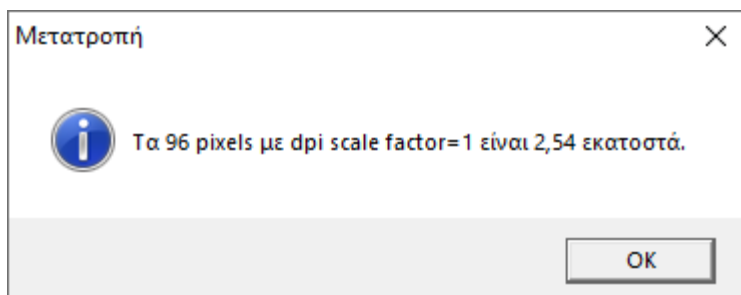 Μετατροπή
Τα 96 pixels με dpi scale factor=1 είναι 2,54 εκατοστά.
OK